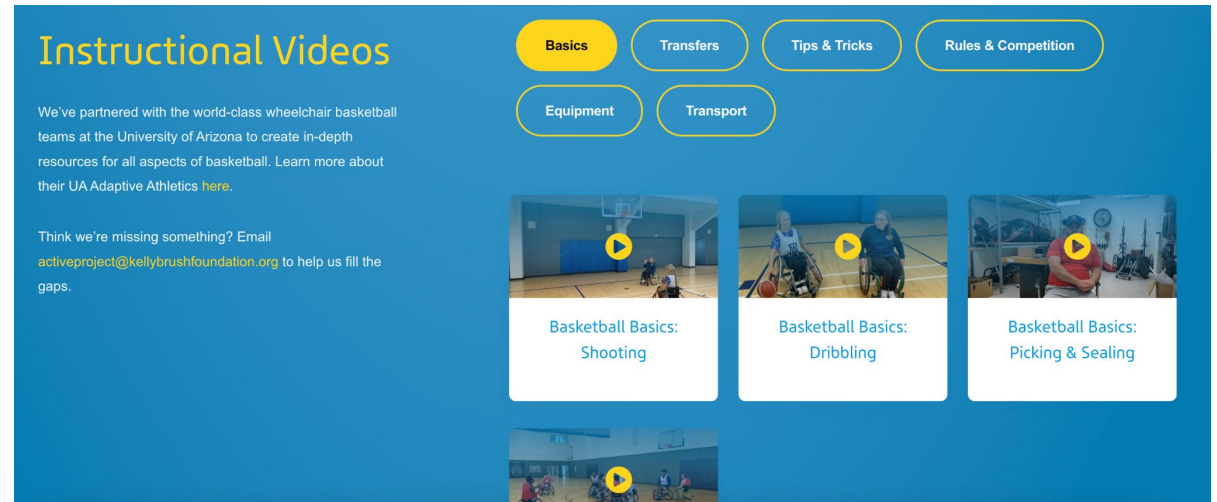 Instructional Videos
We've partnered with the world-class wheelchair basketball
teams at the University of Arizona to create in-depth
resources for all aspects of basketball. Learn more about
their UA Adaptive Athletics here.
Think we're missing something? Email
activeproject@kellybrushfoundation.org to help us fill the
gaps.
Basics
Transfers
Tips & Tricks
Rules & Competition
Equipment
Transport
Basketball Basics:
Shooting
Basketball Basics:
Dribbling
Basketball Basics:
Picking & Sealing